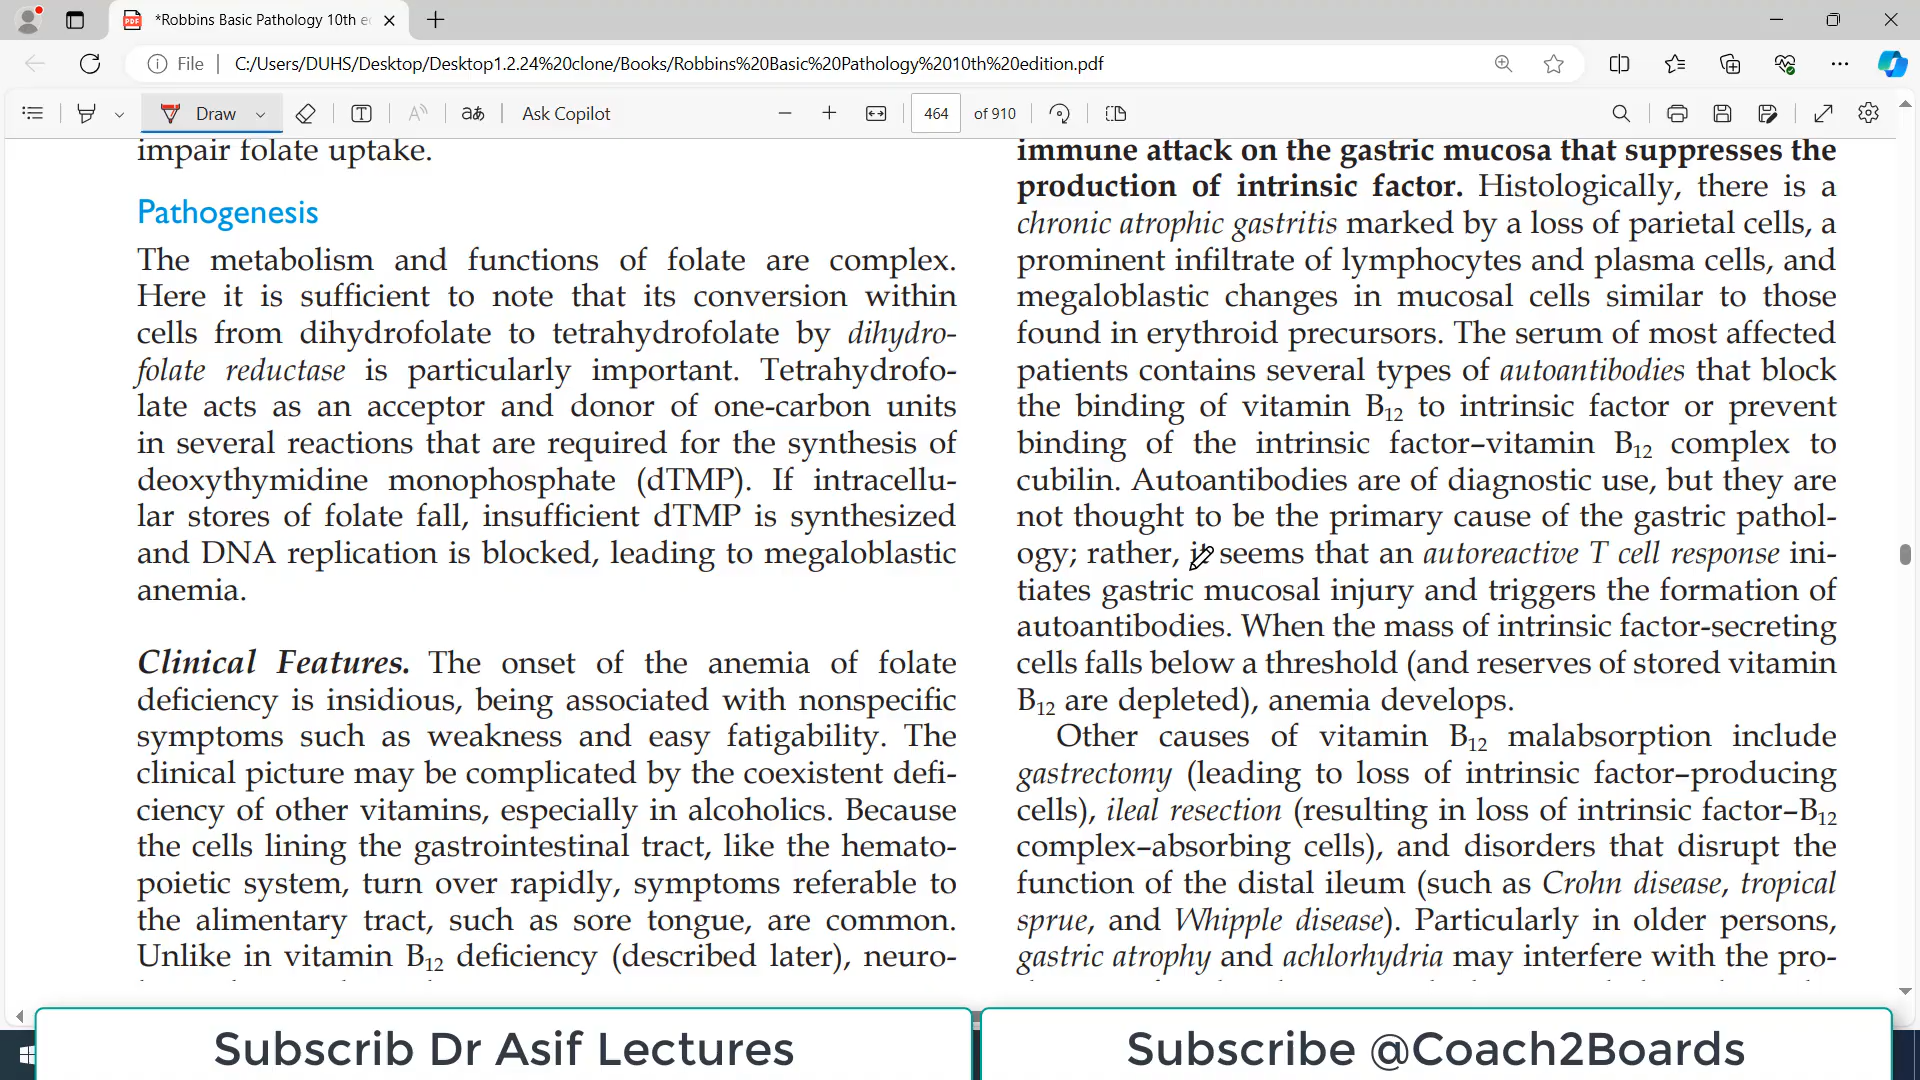 *Robbins Basic Pathology 10th e
File
C:/Users/DUHS/Desktop/Desktop1.2.24%20clone/Books/Robbins%20Basic%20Pathology%2010th%20edition.pdf
Draw
aあ
Ask Copilot
464 of 910
impair folate uptake.
Pathogenesis
The metabolism and functions of folate are complex.
Here it is sufficient to note that its conversion within
cells from dihydrofolate to tetrahydrofolate by dihydro-
folate reductase is particularly important. Tetrahydrofo-
late acts as an acceptor and donor of one-carbon units
in several reactions that are required for the synthesis of
deoxythymidine monophosphate (dTMP). If intracellu-
lar stores of folate fall, insufficient dTMP is synthesized
and DNA replication is blocked, leading to megaloblastic
anemia.
Clinical Features. The onset of the anemia of folate
deficiency is insidious, being associated with nonspecific
symptoms such as weakness and easy fatigability. The
clinical picture may be complicated by the coexistent defi-
ciency of other vitamins, especially in alcoholics. Because
the cells lining the gastrointestinal tract, like the hemato-
poietic system, turn over rapidly, symptoms referable to
the alimentary tract, such as sore tongue, are common.
Unlike in vitamin B12 deficiency (described later), neuro-
immune attack on the gastric mucosa that suppresses the
production of intrinsic factor. Histologically, there is a
chronic atrophic gastritis marked by a loss of parietal cells, a
prominent infiltrate of lymphocytes and plasma cells, and
megaloblastic changes in mucosal cells similar to those
found in erythroid precursors. The serum of most affected
patients contains several types of autoantibodies that block
the binding of vitamin B12 to intrinsic factor or prevent
binding of the intrinsic factor–vitamin B12 complex to
cubilin. Autoantibodies are of diagnostic use, but they are
not thought to be the primary cause of the gastric pathol-
ogy; rather, it seems that an autoreactive T cell response ini-
tiates gastric mucosal injury and triggers the formation of
autoantibodies. When the mass of intrinsic factor-secreting
cells falls below a threshold (and reserves of stored vitamin
B12 are depleted), anemia develops.
Other causes of vitamin B12 malabsorption include
gastrectomy (leading to loss of intrinsic factor–producing
cells), ileal resection (resulting in loss of intrinsic factor–B12
complex–absorbing cells), and disorders that disrupt the
function of the distal ileum (such as Crohn disease, tropical
sprue, and Whipple disease). Particularly in older persons,
gastric atrophy and achlorhydria may interfere with the pro-
Subscrib Dr Asif Lectures
Subscribe @Coach2Boards